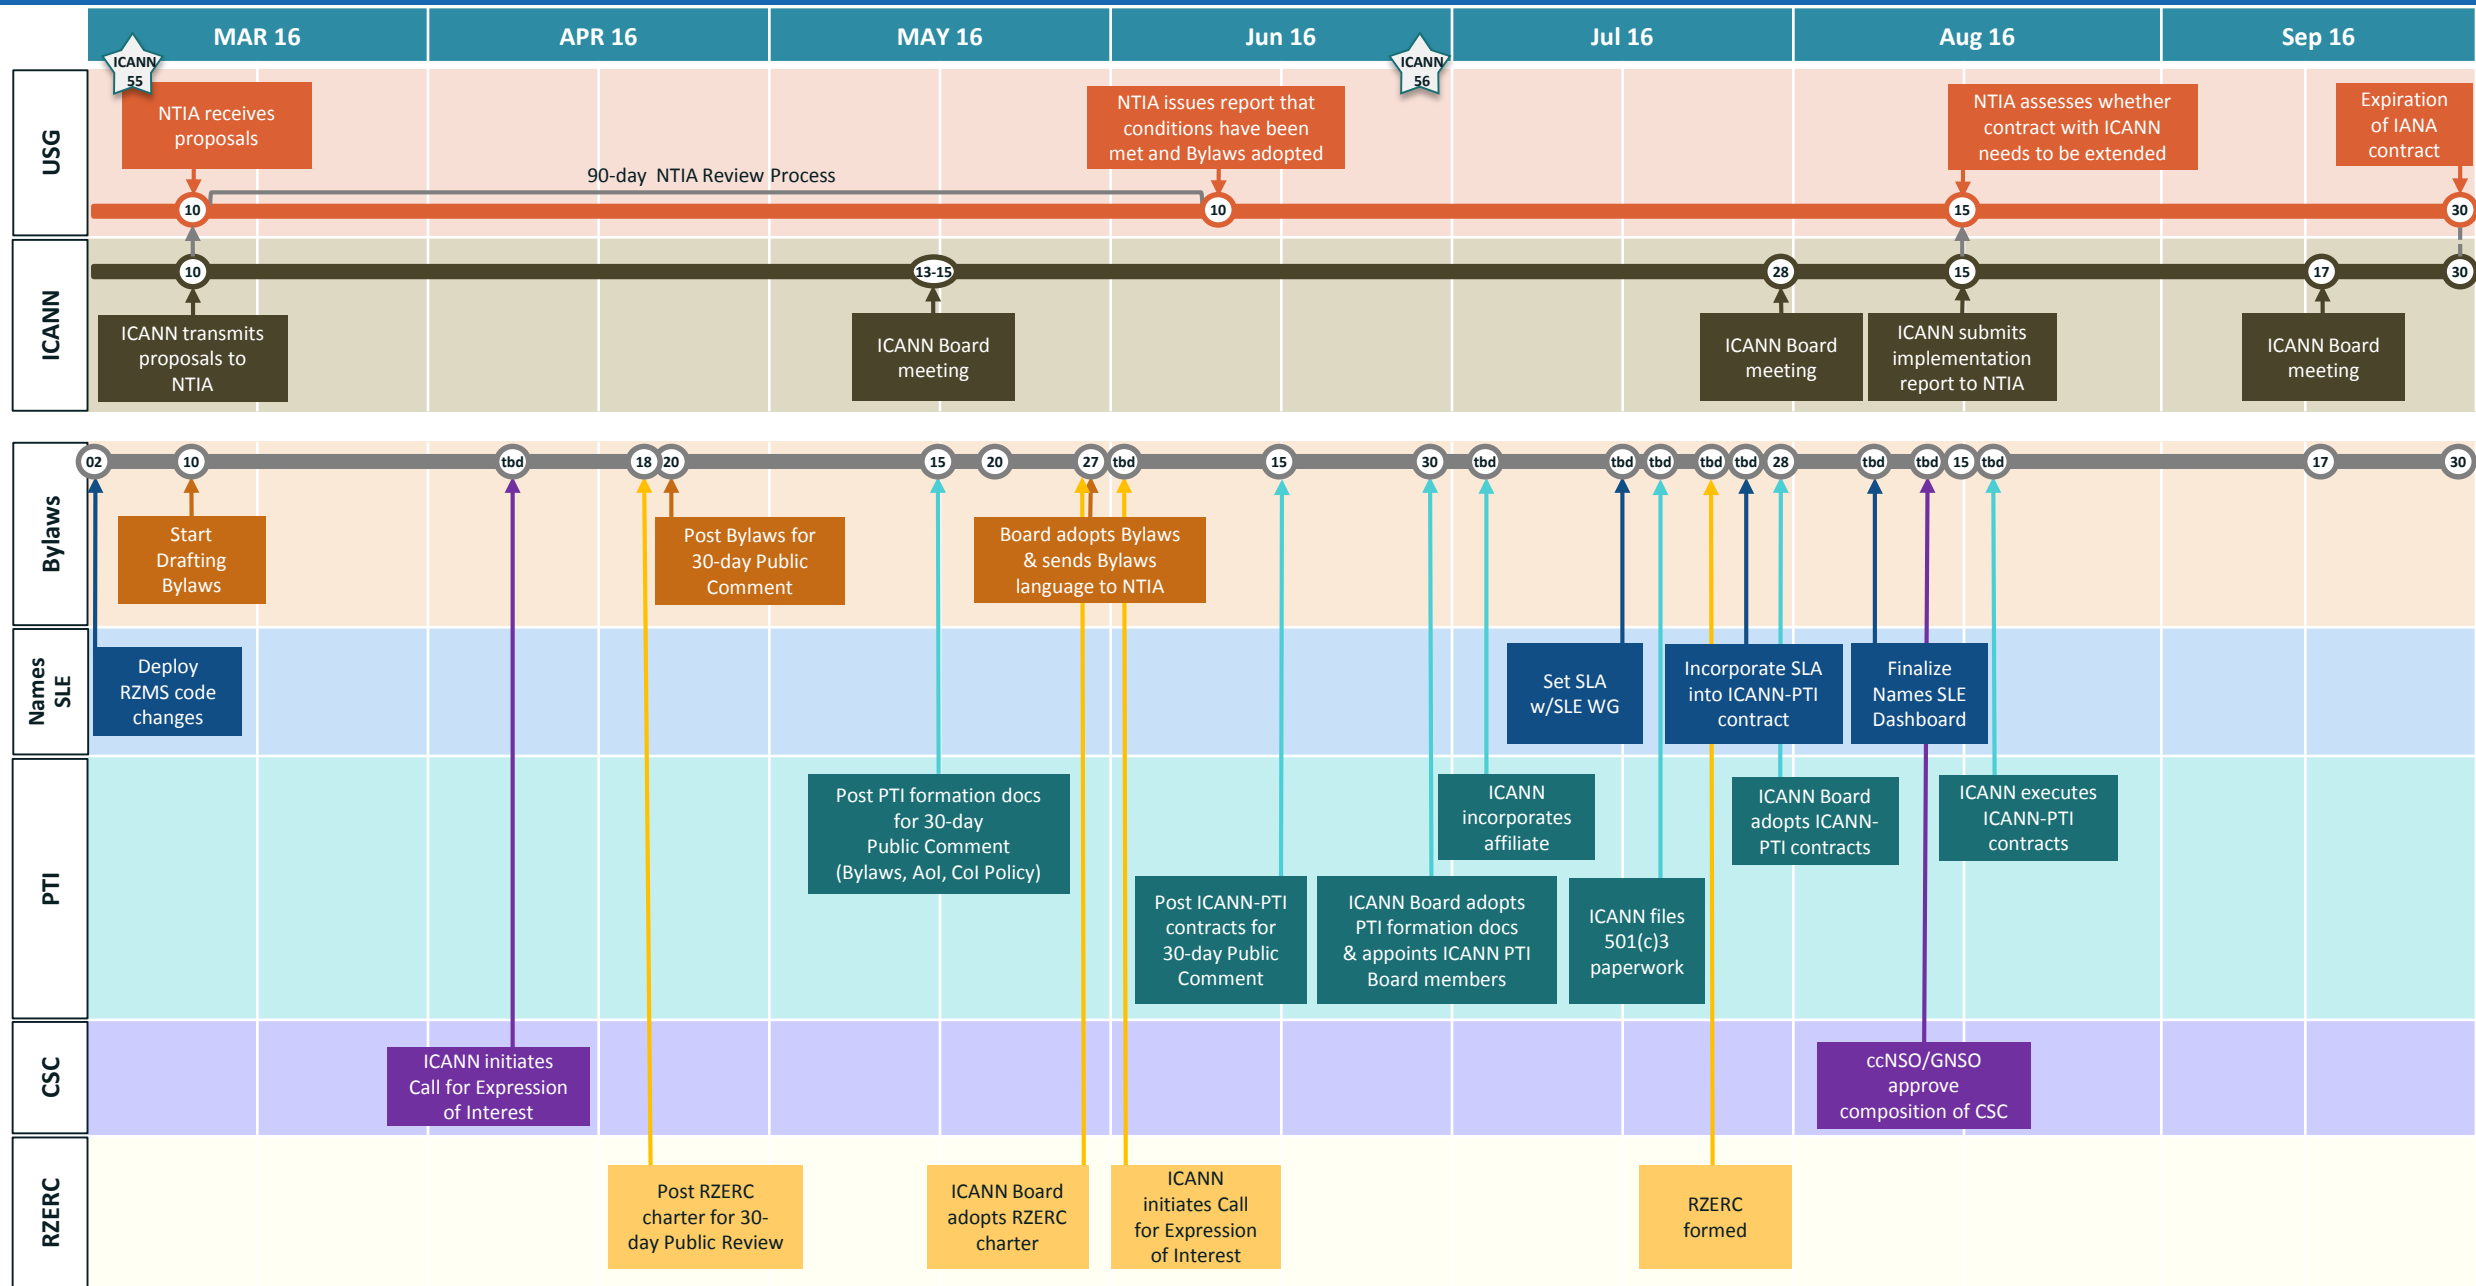 MAR 16
APR 16
MAY 16
Jun 16
Jul 16
Aug 16
Sep 16
ICANN
55
ICANN
56
USG
NTIA receives
proposals
NTIA issues report that
conditions have been
met and Bylaws adopted
NTIA assesses whether
contract with ICANN
needs to be extended
Expiration
of IANA
contract
90-day NTIA Review Process
10
10
15
30
ICANN
10
13-15
28
15
17
30
ICANN transmits
proposals to
NTIA
ICANN Board
meeting
ICANN Board
meeting
ICANN submits
implementation
report to NTIA
ICANN Board
meeting
Bylaws
02
10
tbd
18
20
15
20
27
tbd
15
30
tbd
tbd
tbd
tbd
tbd
28
tbd
tbd
15
tbd
17
30
Start
Drafting
Bylaws
Post Bylaws for
30-day Public
Comment
Board adopts Bylaws
& sends Bylaws
language to NTIA
Names
SLE
Deploy
RZMS code
changes
Set SLA
w/SLE WG
Incorporate SLA
into ICANN-PTI
contract
Finalize
Names SLE
Dashboard
PTI
Post PTI formation docs
for 30-day
Public Comment
(Bylaws, AoI, CoI Policy)
ICANN
incorporates
affiliate
ICANN Board
adopts ICANN-
PTI contracts
ICANN executes
ICANN-PTI
contracts
Post ICANN-PTI
contracts for
30-day Public
Comment
ICANN Board adopts
PTI formation docs
& appoints ICANN PTI
Board members
ICANN files
501(c)3
paperwork
CSC
ICANN initiates
Call for Expression
of Interest
ccNSO/GNSO
approve
composition of CSC
RZERC
Post RZERC
charter for 30-
day Public Review
ICANN Board
adopts RZERC
charter
ICANN
initiates Call
for Expression
of Interest
RZERC
formed